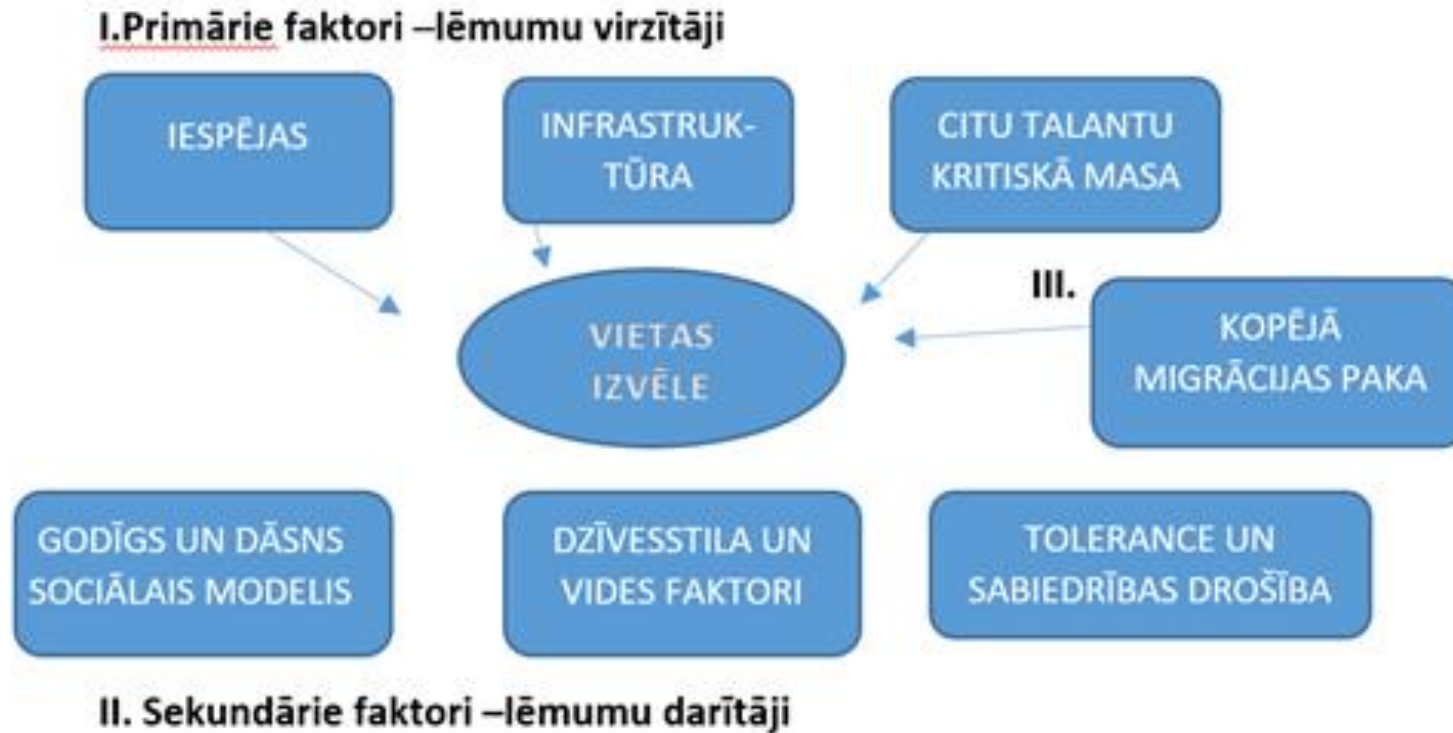 I.Primārie faktori –lēmumu virzītāji
IESPĒJAS
INFRASTRUK-
TŪRA
CITU TALANTU
KRITISKĀ MASA
III.
KOPĒJĀ
MIGRĀCIJAS PAKA
VIETAS
IZVĒLE
GODĪGS UN DĀSNS
SOCIĀLAIS MODELIS
DZĪVESSTILA UN
VIDES FAKTORI
TOLERANCE UN
SABIEDRĪBAS DROŠĪBA
II. Sekundārie faktori –lēmumu darītāji